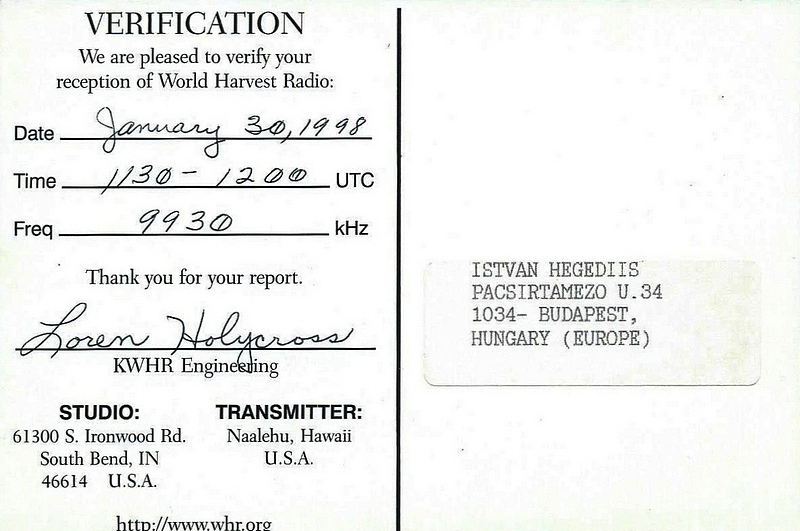 VERIFICATION
We are pleased to verify your
reception of World Harvest Radio:
Date January 30, 1998
Time 1130 - 1200 UTC
Freq 9930 kHz
Thank you for your report.
Loren Holycross
KWHR Engineering
STUDIO:
61300 S. Ironwood Rd.
South Bend, IN
46614 U.S.A.
TRANSMITTER:
Naalehu, Hawaii
U.S.A.
http://www.whr.org
ISTVAN HEGEDIIS
PACSIRTAMEZO U.34
1034- BUDAPEST,
HUNGARY (EUROPE)